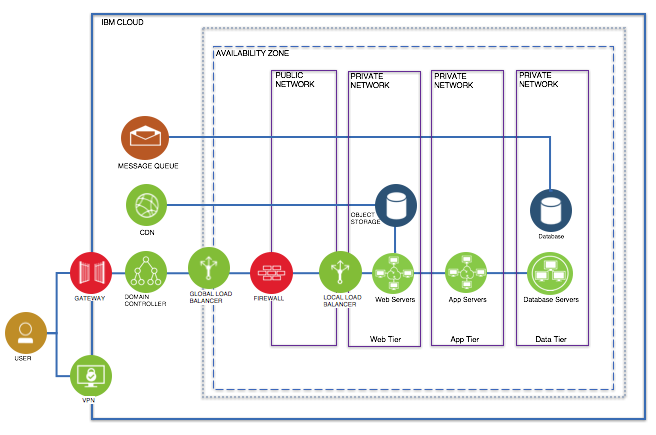 IBM CLOUD
AVAILABILITY ZONE
PUBLIC
NETWORK
PRIVATE
NETWORK
PRIVATE
NETWORK
PRIVATE
NETWORK
MESSAGE QUEUE
CDN
OBJECT
STORAGE
Database
GATEWAY
DOMAIN
CONTROLLER
GLOBAL LOAD
BALANCER
FIREWALL
LOCAL LOAD
BALANCER
Web Servers
App Servers
Database Servers
Web Tier
App Tier
Data Tier
USER
VPN